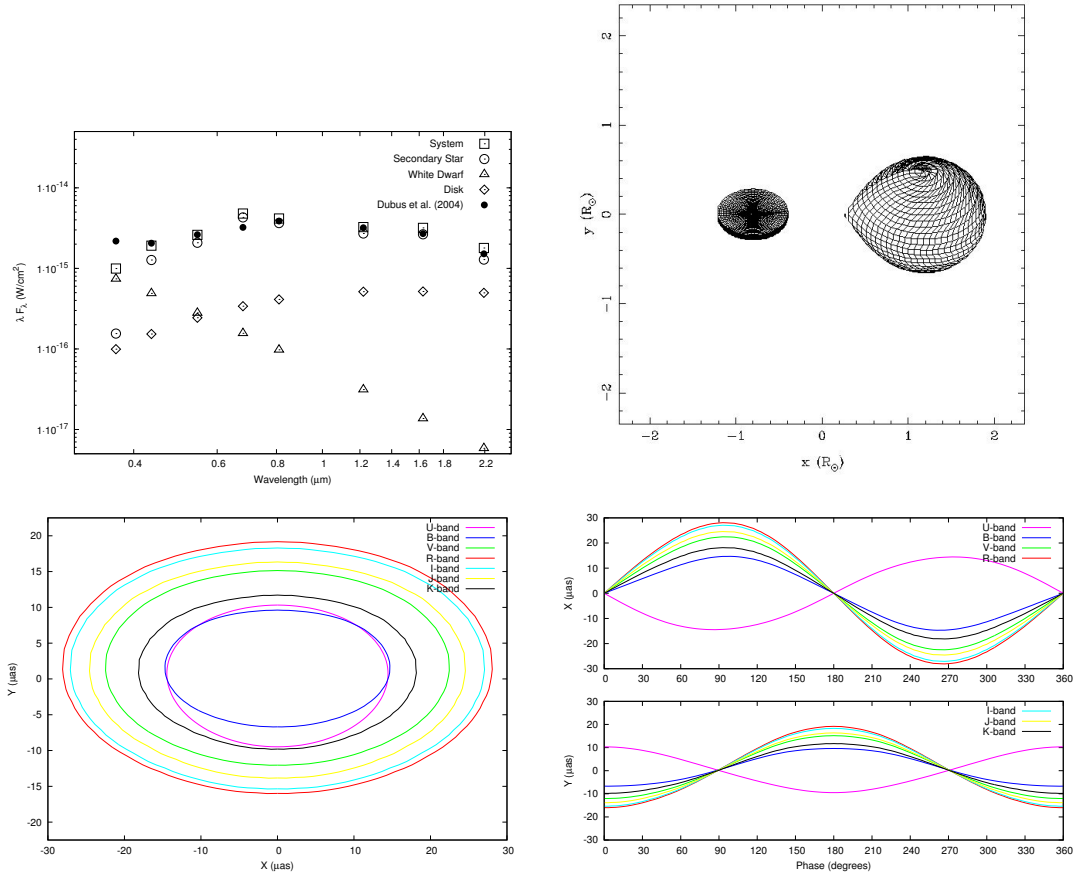 System
Secondary Star
White Dwarf
Disk
Dubus et al. (2004)
1·10⁻¹⁴
1·10⁻¹⁵
1·10⁻¹⁶
1·10⁻¹⁷
λ Fλ (W/cm²)
0.4 0.6 0.8 1 1.2 1.4 1.6 2.2
Wavelength (μm)
2
1
0
−1
−2
y (R☉)
−2 −1 0 1 2
x (R☉)
U-band
B-band
V-band
R-band
I-band
J-band
K-band
20
15
10
5
0
-5
-10
-15
-20
Y (μas)
-30 -20 -10 0 10 20 30
X (μas)
U-band
B-band
V-band
R-band
30
20
10
0
-10
-20
-30
X (μas)
0 30 60 90 120 150 180 210 240 270 300 330 360
I-band
J-band
K-band
30
20
10
0
-10
-20
-30
Y (μas)
0 30 60 90 120 150 180 210 240 270 300 330 360
Phase (degrees)